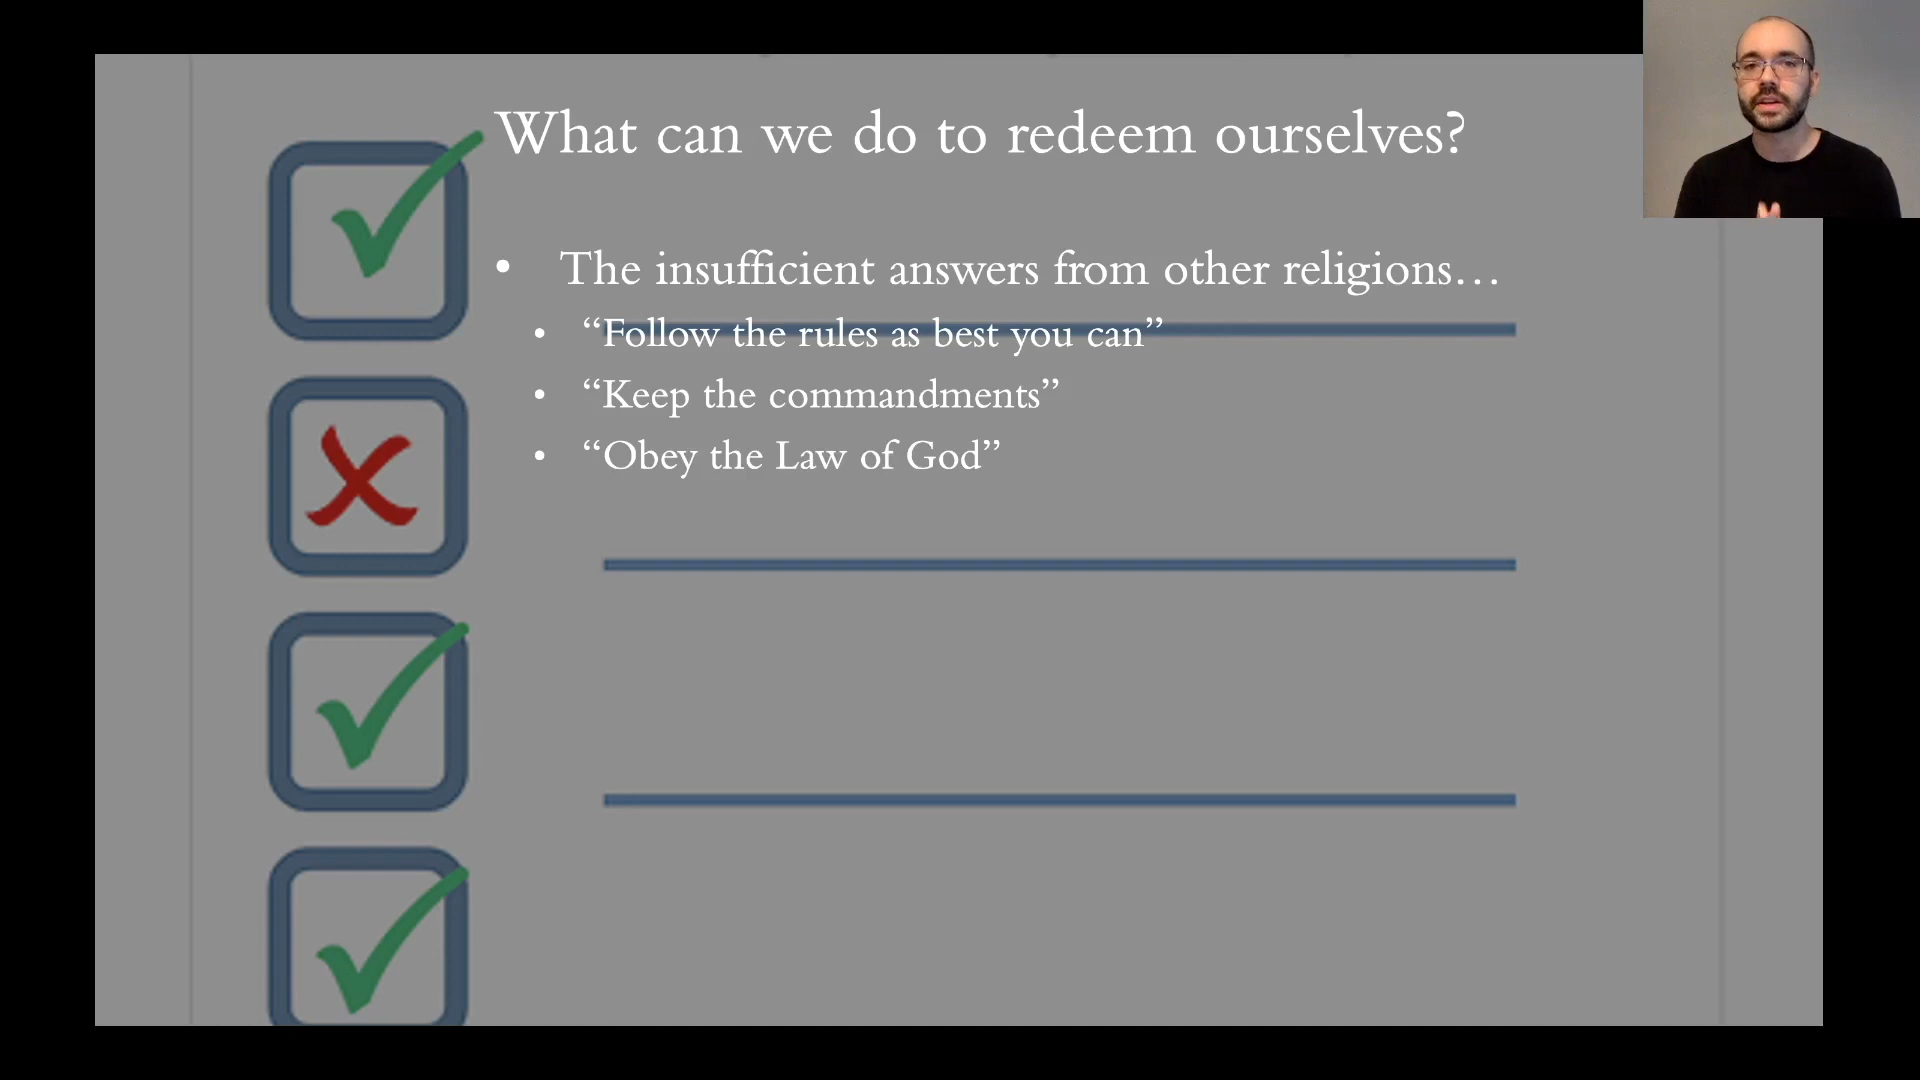 What can we do to redeem ourselves?
• The insufficient answers from other religions…
• “Follow the rules as best you can”
• “Keep the commandments”
• “Obey the Law of God”